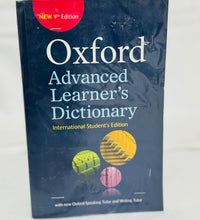 NEW 9th Edition
Oxford
Advanced
Learner's
Dictionary
International Student's Edition
with new Oxford Speaking Tutor and Writing Tutor